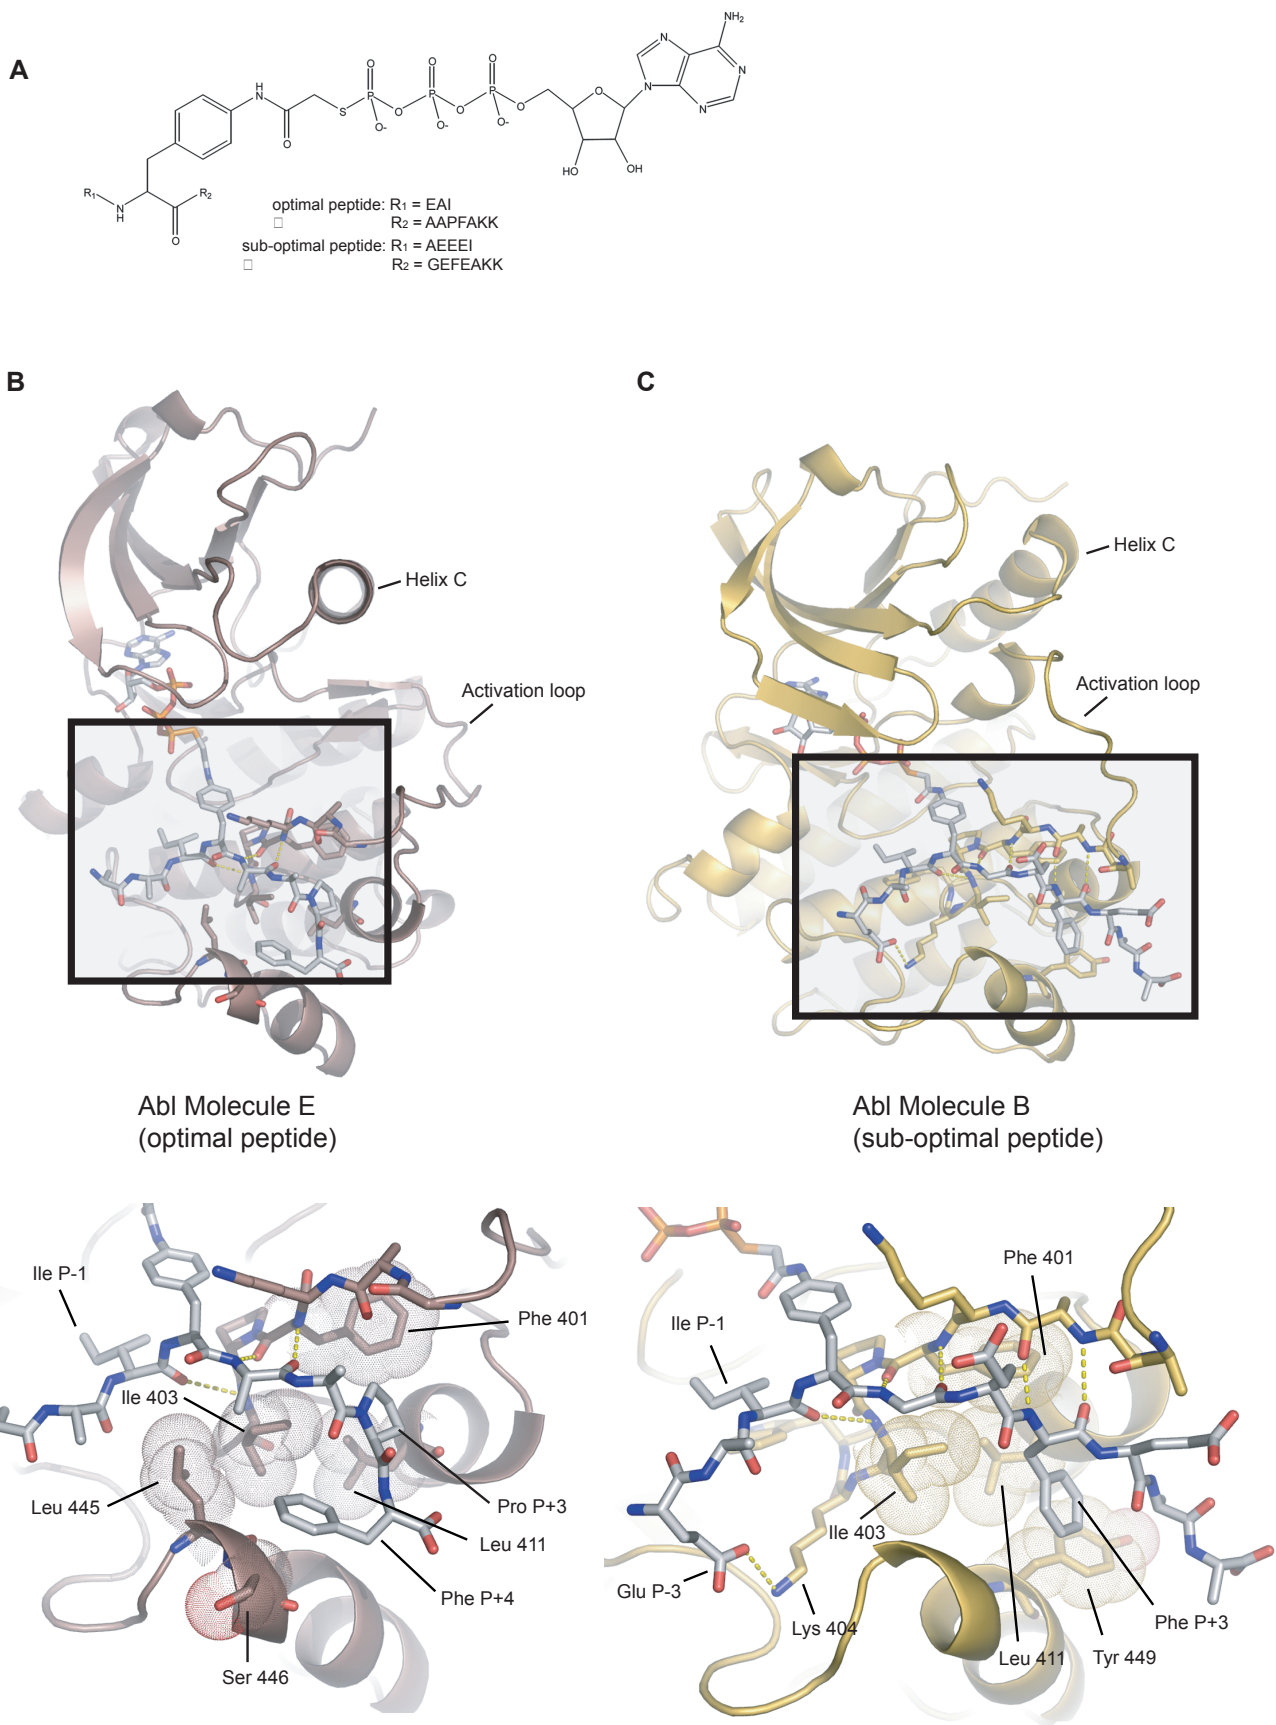 A
NH2
N
N
N
N
H
N
O
S
O
P
O-
O
O
P
O-
O
O
P
O-
O
O
HO
OH
R1
N
H
O
R2
optimal peptide: R1 = EAI
R2 = AAPFAKK
sub-optimal peptide: R1 = AEEEI
R2 = GEFEAKK
B
C
Helix C
Activation loop
Helix C
Activation loop
Abl Molecule E
(optimal peptide)
Abl Molecule B
(sub-optimal peptide)
Ile P-1
Phe 401
Ile 403
Leu 445
Pro P+3
Leu 411
Phe P+4
Ser 446
Phe 401
Ile P-1
Ile 403
Glu P-3
Lys 404
Leu 411
Tyr 449
Phe P+3